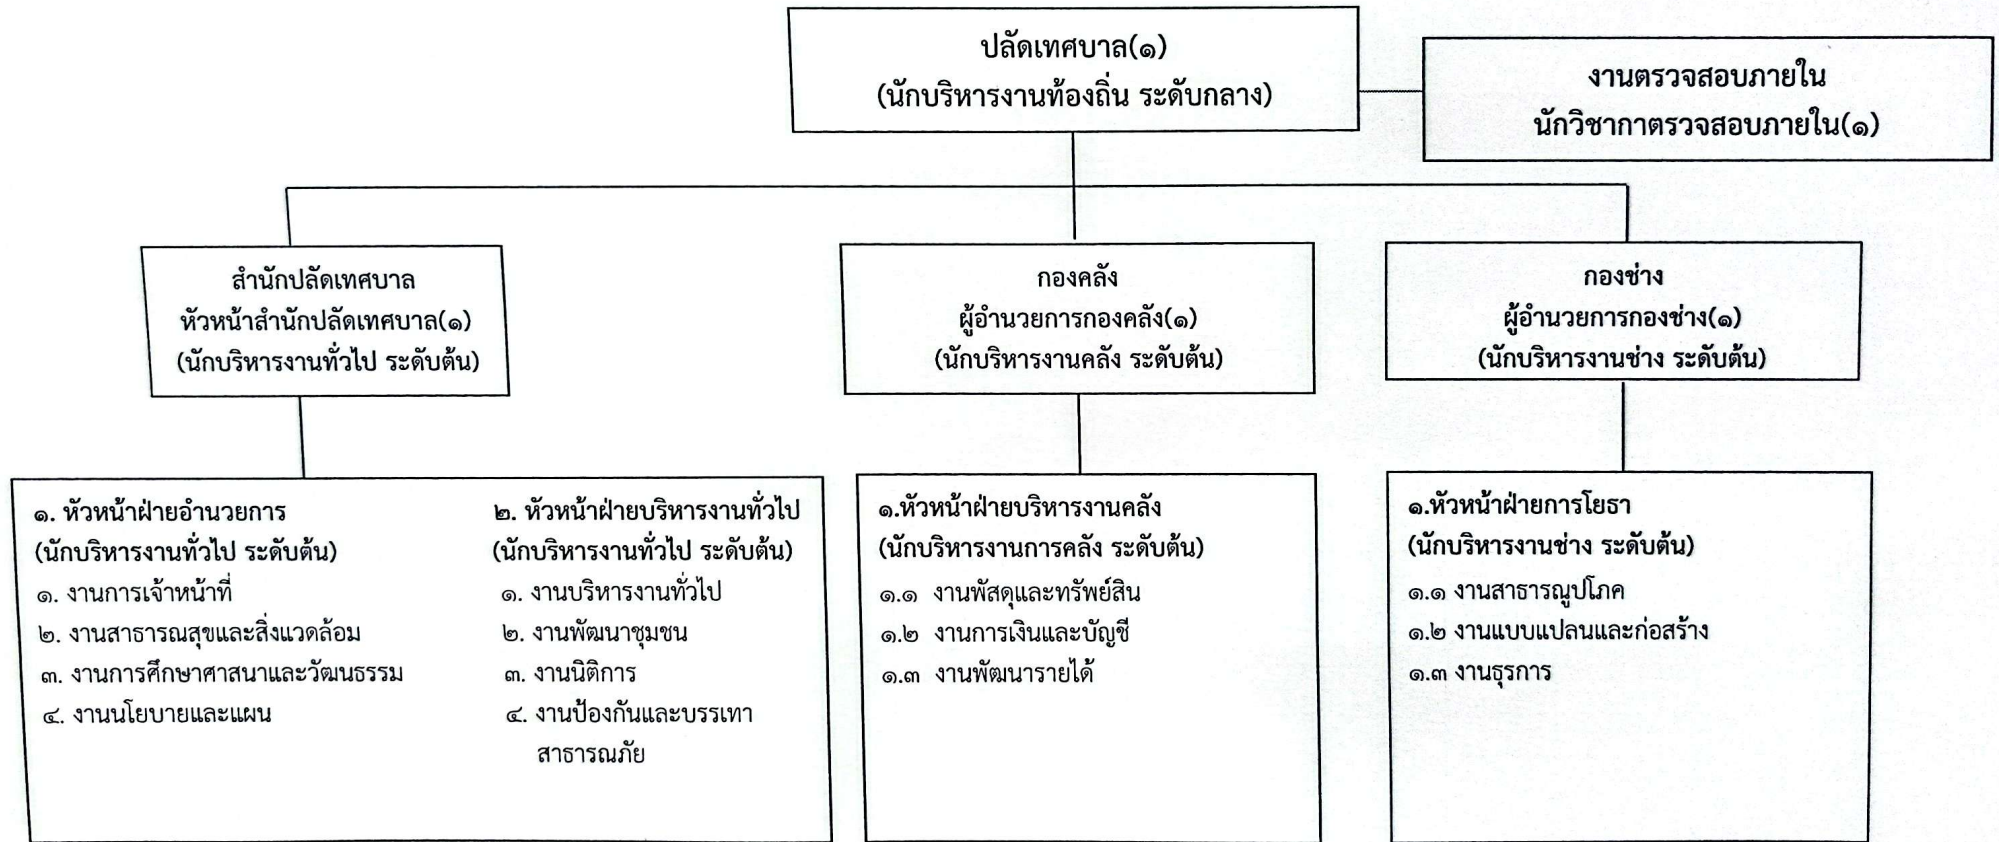 ปลัดเทศบาล(๑)
(นักบริหารงานท้องถิ่น ระดับกลาง)
งานตรวจสอบภายใน
นักวิชากาตรวจสอบภายใน(๑)
สำนักปลัดเทศบาล
หัวหน้าสำนักปลัดเทศบาล(๑)
(นักบริหารงานทั่วไป ระดับต้น)
กองคลัง
ผู้อำนวยการกองคลัง(๑)
(นักบริหารงานคลัง ระดับต้น)
กองช่าง
ผู้อำนวยการกองช่าง(๑)
(นักบริหารงานช่าง ระดับต้น)
๑. หัวหน้าฝ่ายอำนวยการ
(นักบริหารงานทั่วไป ระดับต้น)
๑. งานการเจ้าหน้าที่
๒. งานสาธารณสุขและสิ่งแวดล้อม
๓. งานการศึกษาศาสนาและวัฒนธรรม
๔. งานนโยบายและแผน
๒. หัวหน้าฝ่ายบริหารงานทั่วไป
(นักบริหารงานทั่วไป ระดับต้น)
๑. งานบริหารงานทั่วไป
๒. งานพัฒนาชุมชน
๓. งานนิติการ
๔. งานป้องกันและบรรเทา
สาธารณภัย
๑.หัวหน้าฝ่ายบริหารงานคลัง
(นักบริหารงานการคลัง ระดับต้น)
๑.๑ งานพัสดุและทรัพย์สิน
๑.๒ งานการเงินและบัญชี
๑.๓ งานพัฒนารายได้
๑.หัวหน้าฝ่ายการโยธา
(นักบริหารงานช่าง ระดับต้น)
๑.๑ งานสาธารณูปโภค
๑.๒ งานแบบแปลนและก่อสร้าง
๑.๓ งานธุรการ